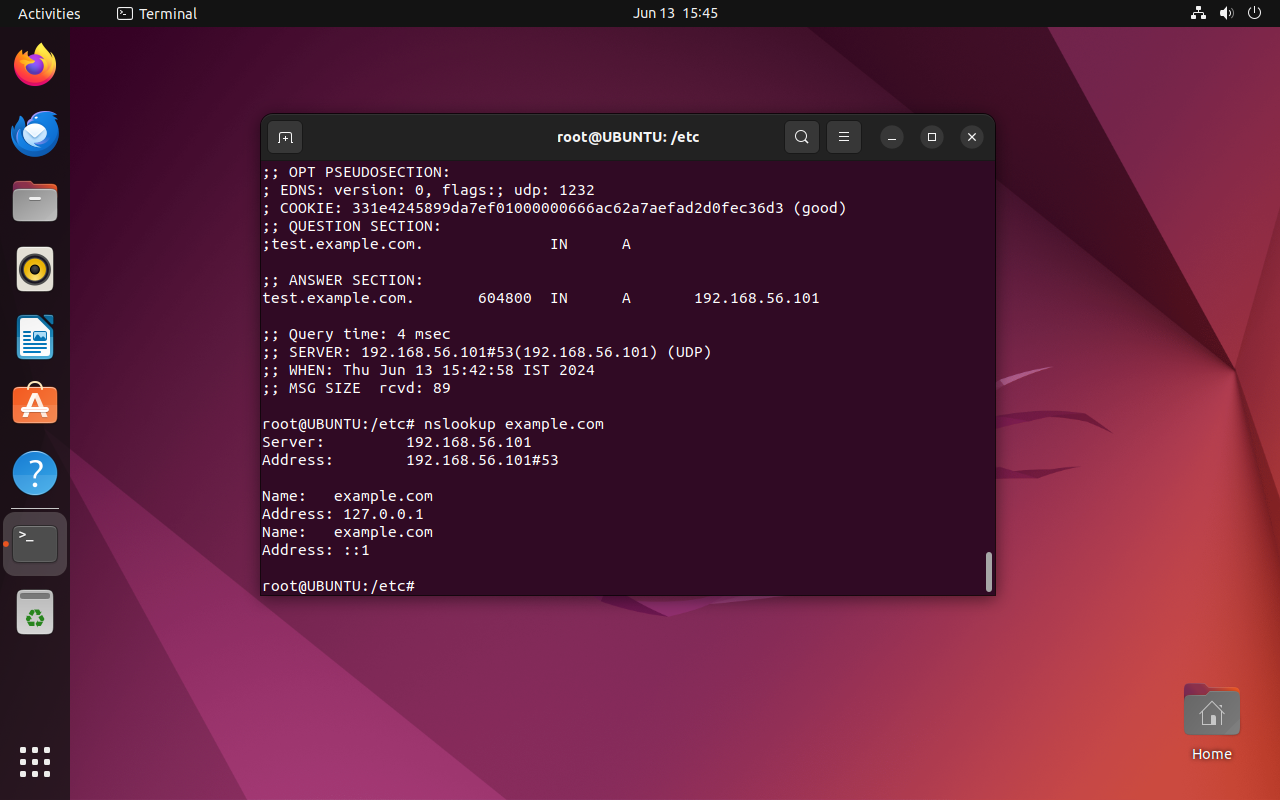 Activities
Terminal
Jun 13 15:45
root@UBUNTU: /etc
;; OPT PSEUDOSECTION:
; EDNS: version: 0, flags:; udp: 1232
; COOKIE: 331e4245899da7ef01000000666ac62a7aefad2d0fec36d3 (good)
;; QUESTION SECTION:
;test.example.com. IN A
;; ANSWER SECTION:
test.example.com. 604800 IN A 192.168.56.101
;; Query time: 4 msec
;; SERVER: 192.168.56.101#53(192.168.56.101) (UDP)
;; WHEN: Thu Jun 13 15:42:58 IST 2024
;; MSG SIZE rcvd: 89
root@UBUNTU:/etc# nslookup example.com
Server: 192.168.56.101
Address: 192.168.56.101#53
Name: example.com
Address: 127.0.0.1
Name: example.com
Address: ::1
root@UBUNTU:/etc#
Home